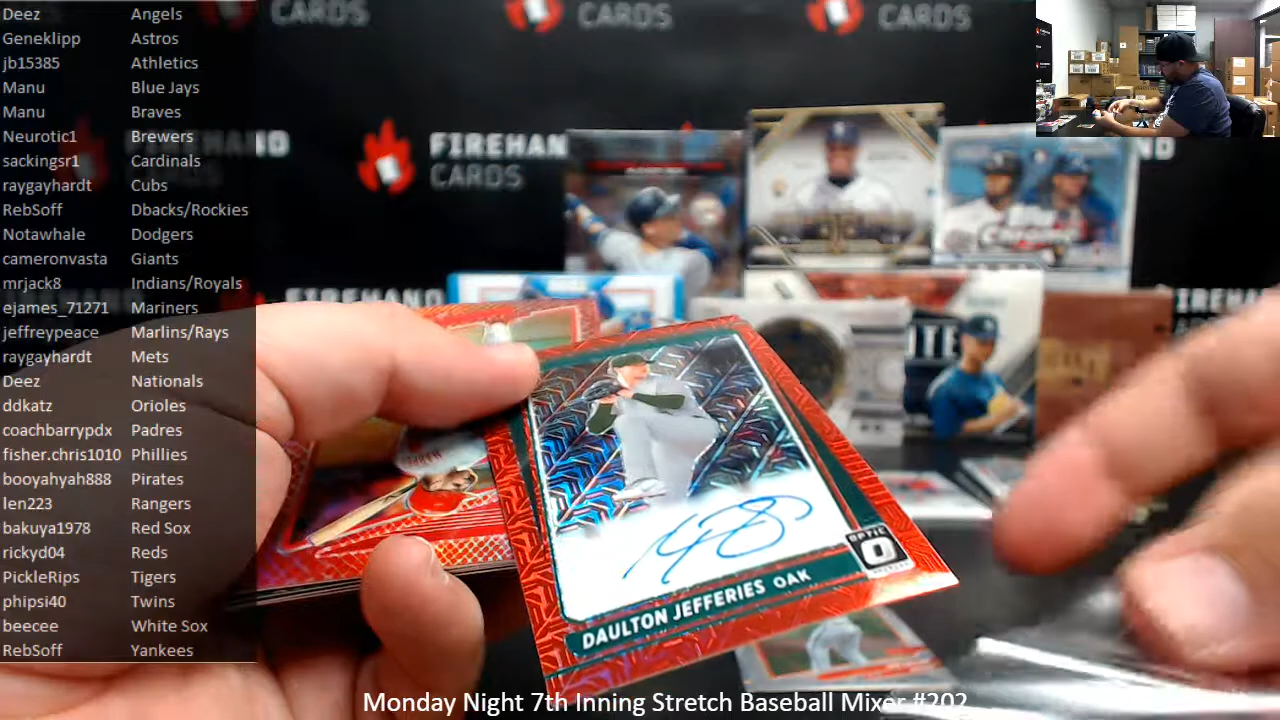 Deez Angels
Geneklipp Astros
jb15385 Athletics
Manu Blue Jays
Manu Braves
Neurotic1 Brewers
sackingsr1 Cardinals
raygayhardt Cubs
RebSoff Dbacks/Rockies
Notawhale Dodgers
cameronvasta Giants
mrjack8 Indians/Royals
ejames_71271 Mariners
jeffreypeace Marlins/Rays
raygayhardt Mets
Deez Nationals
ddkatz Orioles
coachbarrypdx Padres
fisher.chris1010 Phillies
booyahyah888 Pirates
len223 Rangers
bakuya1978 Red Sox
rickyd04 Reds
PickleRips Tigers
phipsi40 Twins
beecee White Sox
RebSoff Yankees
CARDS
CARDS
CARDS
FIREHAN
CARDS
FIREHAND
Chrome
OPTIC
DAULTON JEFFERIES OAK
Monday Night 7th Inning Stretch Baseball Mixer #202